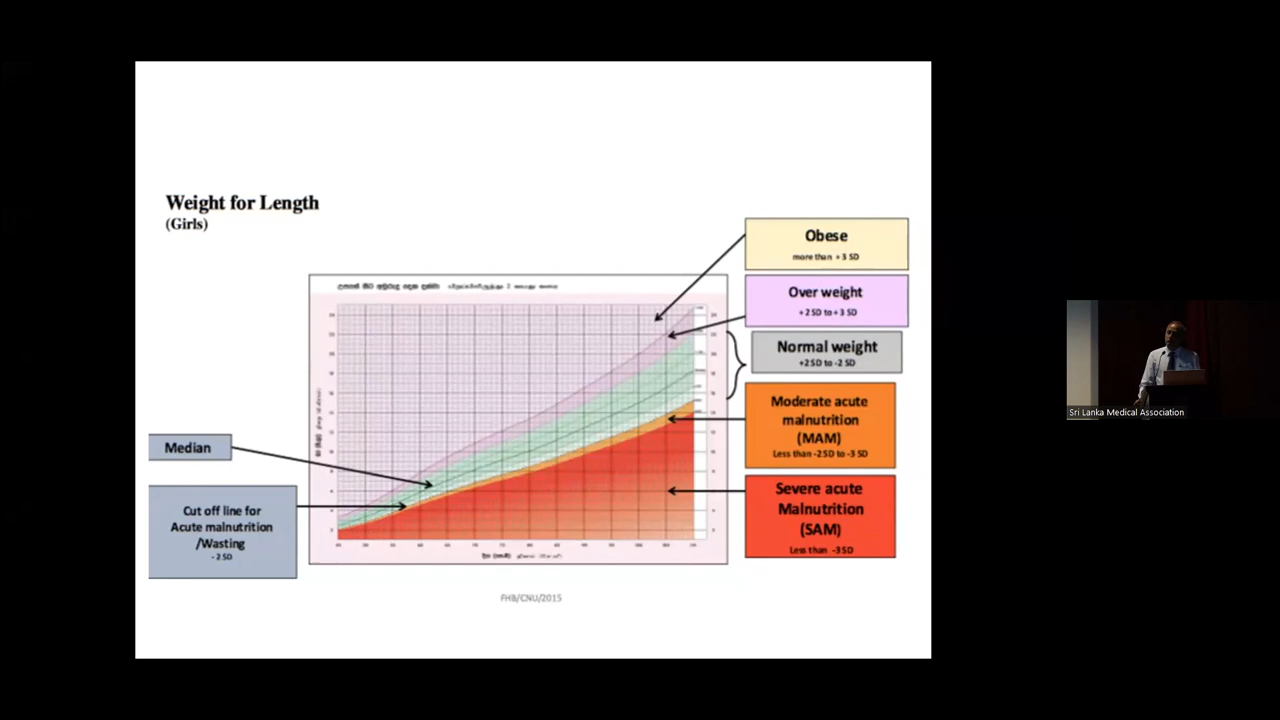 Weight for Length
(Girls)
Obese
more than + 3 SD
Over weight
+ 2 SD to + 3 SD
Normal weight
+2 SD to -2 SD
Moderate acute
malnutrition
(MAM)
Less than -2 SD to -3 SD
Severe acute
Malnutrition
(SAM)
Less than -3 SD
Median
Cut off line for
Acute malnutrition
/Wasting
- 2 SD
FHB/CNU/2015
Sri Lanka Medical Association